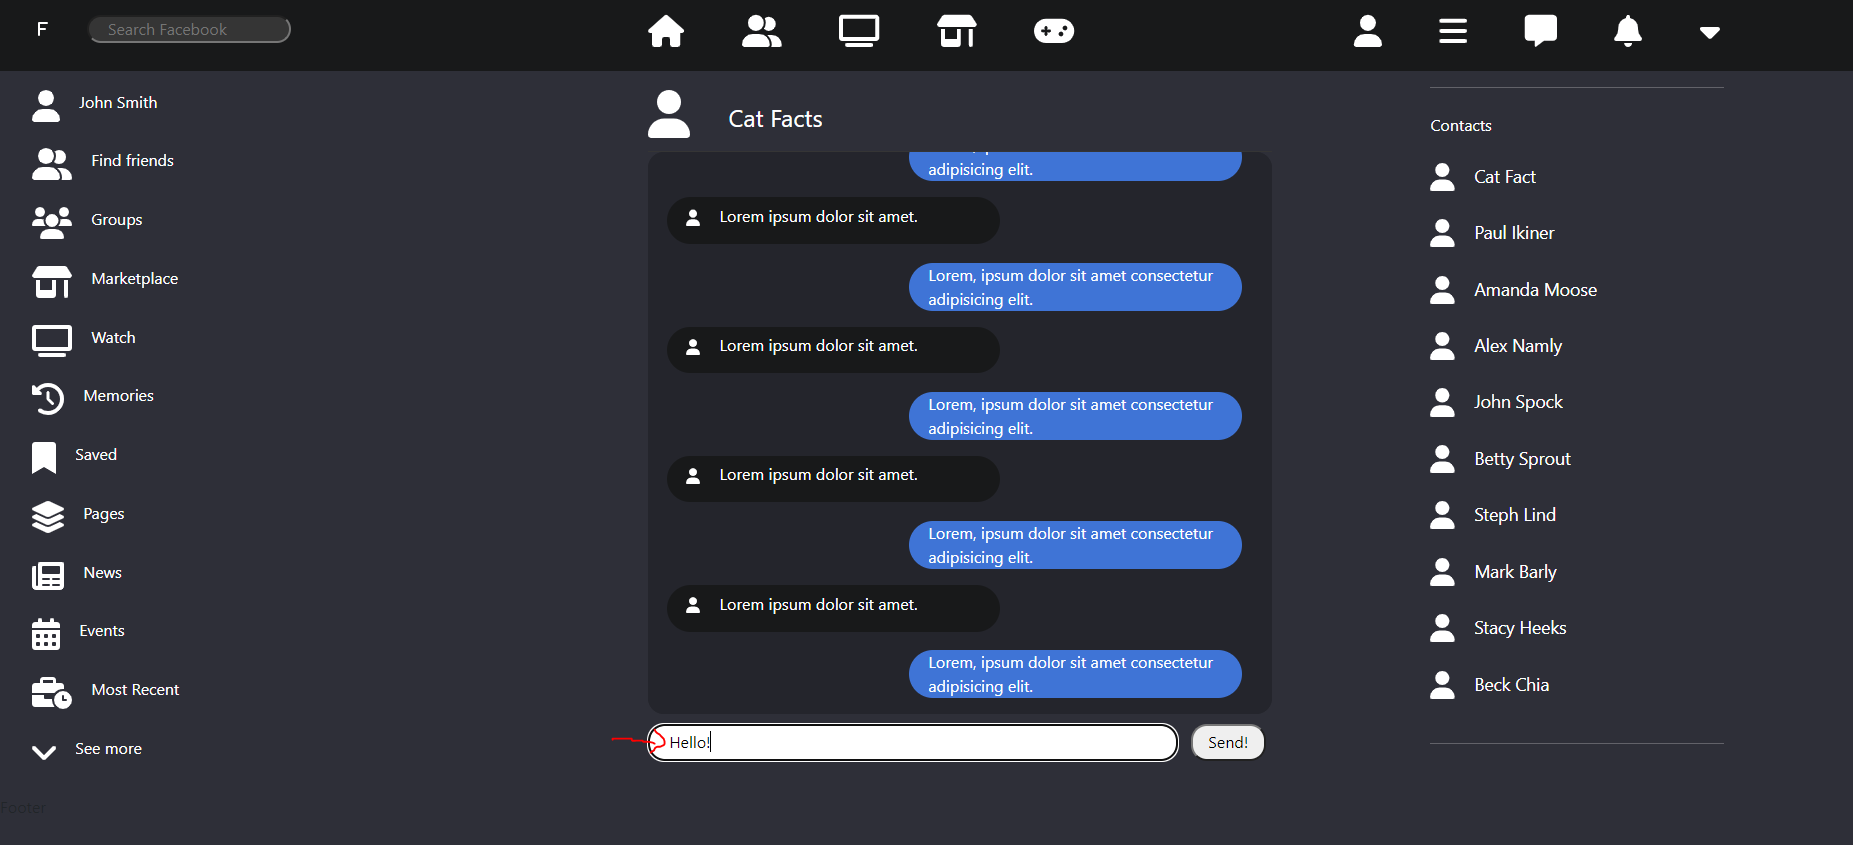 F
Search Facebook
John Smith
Find friends
Groups
Marketplace
Watch
Memories
Saved
Pages
News
Events
Most Recent
See more
Footer
Cat Facts
adipisicing elit.
Lorem ipsum dolor sit amet.
Lorem, ipsum dolor sit amet consectetur
adipisicing elit.
Lorem ipsum dolor sit amet.
Lorem, ipsum dolor sit amet consectetur
adipisicing elit.
Lorem ipsum dolor sit amet.
Lorem, ipsum dolor sit amet consectetur
adipisicing elit.
Lorem ipsum dolor sit amet.
Lorem, ipsum dolor sit amet consectetur
adipisicing elit.
Hello!
Send!
Contacts
Cat Fact
Paul Ikiner
Amanda Moose
Alex Namly
John Spock
Betty Sprout
Steph Lind
Mark Barly
Stacy Heeks
Beck Chia